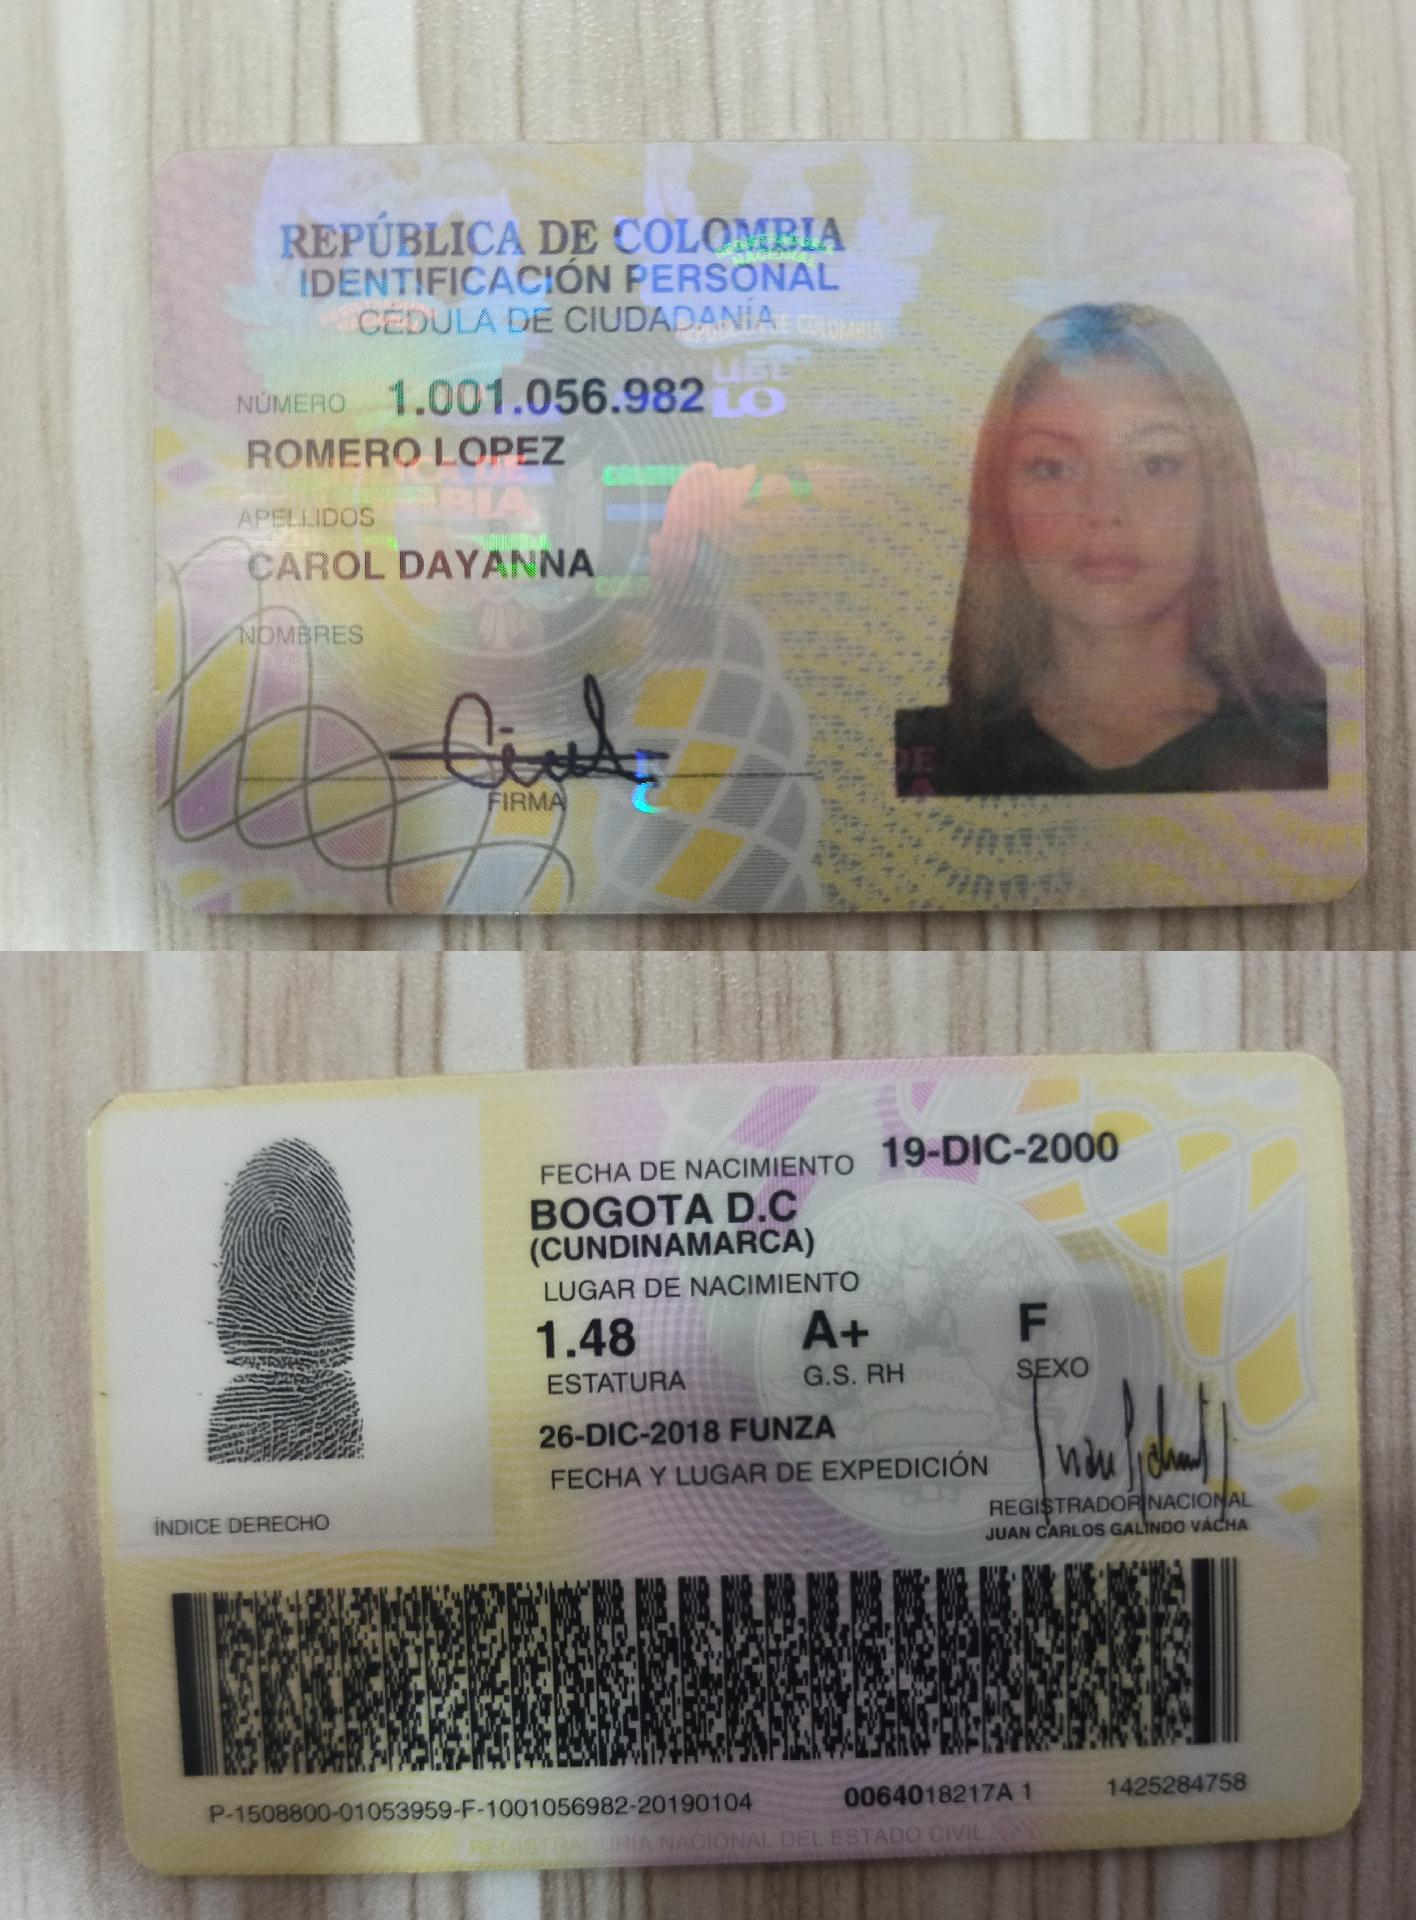 REPÚBLICA DE COLOMBIA
IDENTIFICACIÓN PERSONAL
CÉDULA DE CIUDADANÍA
NÚMERO 1.001.056.982
ROMERO LOPEZ
APELLIDOS
CAROL DAYANNA
NOMBRES
FIRMA
FECHA DE NACIMIENTO 19-DIC-2000
BOGOTA D.C
(CUNDINAMARCA)
LUGAR DE NACIMIENTO
1.48 A+ F
ESTATURA G.S. RH SEXO
26-DIC-2018 FUNZA
FECHA Y LUGAR DE EXPEDICIÓN
REGISTRADOR NACIONAL
JUAN CARLOS GALINDO VÁCHA
ÍNDICE DERECHO
P-1508800-01053959-F-1001056982-20190104 0064018217A 1 1425284758
REGISTRADURÍA NACIONAL DEL ESTADO CIVIL